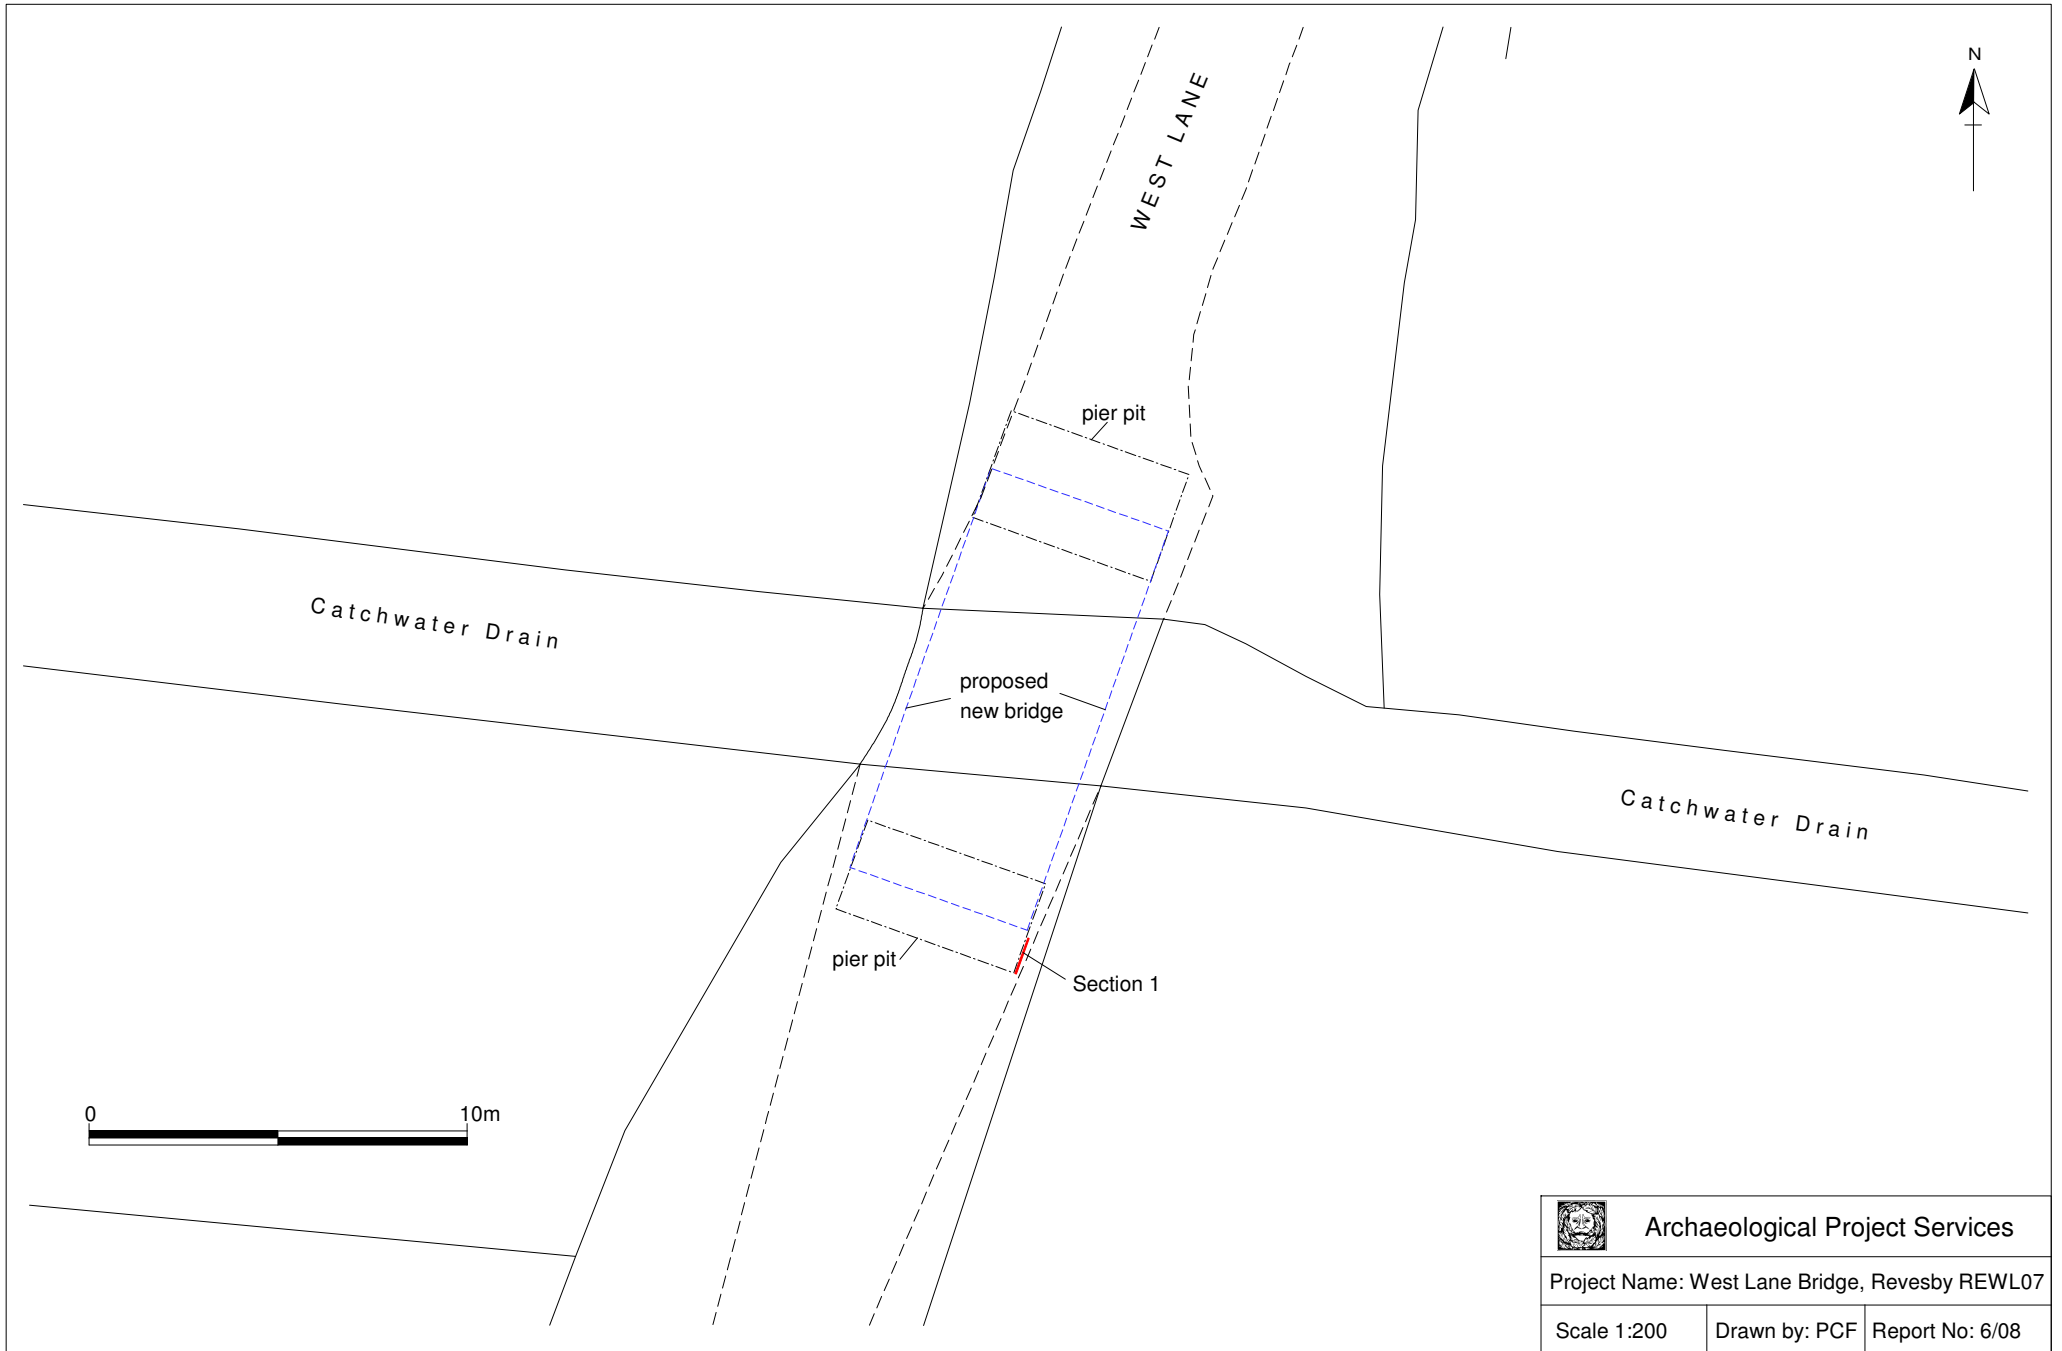 N
WEST LANE
pier pit
Catchwater Drain
proposed
new bridge
Catchwater Drain
pier pit
Section 1
0 10m
Archaeological Project Services
Project Name: West Lane Bridge, Revesby REWL07
Scale 1:200 Drawn by: PCF Report No: 6/08